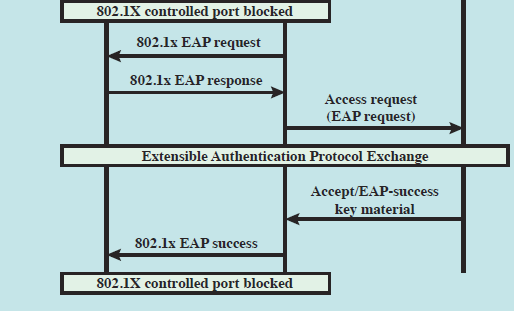 802.1X controlled port blocked
802.1x EAP request
802.1x EAP response
Access request
(EAP request)
Extensible Authentication Protocol Exchange
Accept/EAP-success
key material
802.1x EAP success
802.1X controlled port blocked